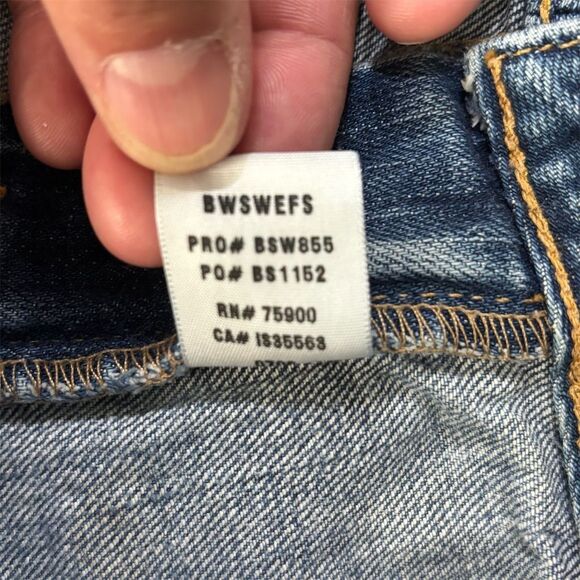 BWSWEFS
PRO# BSW855
PO# BS1152
RN# 75900
CA# IS35563